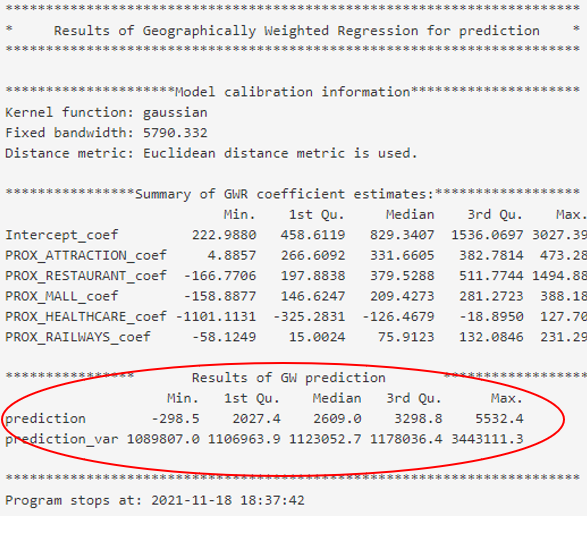 ***********************************************************************
*     Results of Geographically Weighted Regression for prediction    *
***********************************************************************
*********************Model calibration information*********************
Kernel function: gaussian
Fixed bandwidth: 5790.332
Distance metric: Euclidean distance metric is used.
****************Summary of GWR coefficient estimates:******************
Min. 1st Qu. Median 3rd Qu. Max.
Intercept_coef 222.9880 458.6119 829.3407 1536.0697 3027.39
PROX_ATTRACTION_coef 4.8857 266.6092 331.6605 382.7814 473.28
PROX_RESTAURANT_coef -166.7706 197.8838 379.5288 511.7744 1494.88
PROX_MALL_coef -158.8877 146.6247 209.4273 281.2723 388.18
PROX_HEALTHCARE_coef -1101.1131 -325.2831 -126.4679 -18.8950 127.70
PROX_RAILWAYS_coef -58.1249 15.0024 75.9123 132.0846 231.29
**************** Results of GW prediction ******************
Min. 1st Qu. Median 3rd Qu. Max.
prediction -298.5 2027.4 2609.0 3298.8 5532.4
prediction_var 1089807.0 1106963.9 1123052.7 1178036.4 3443111.3
***********************************************************************
Program stops at: 2021-11-18 18:37:42